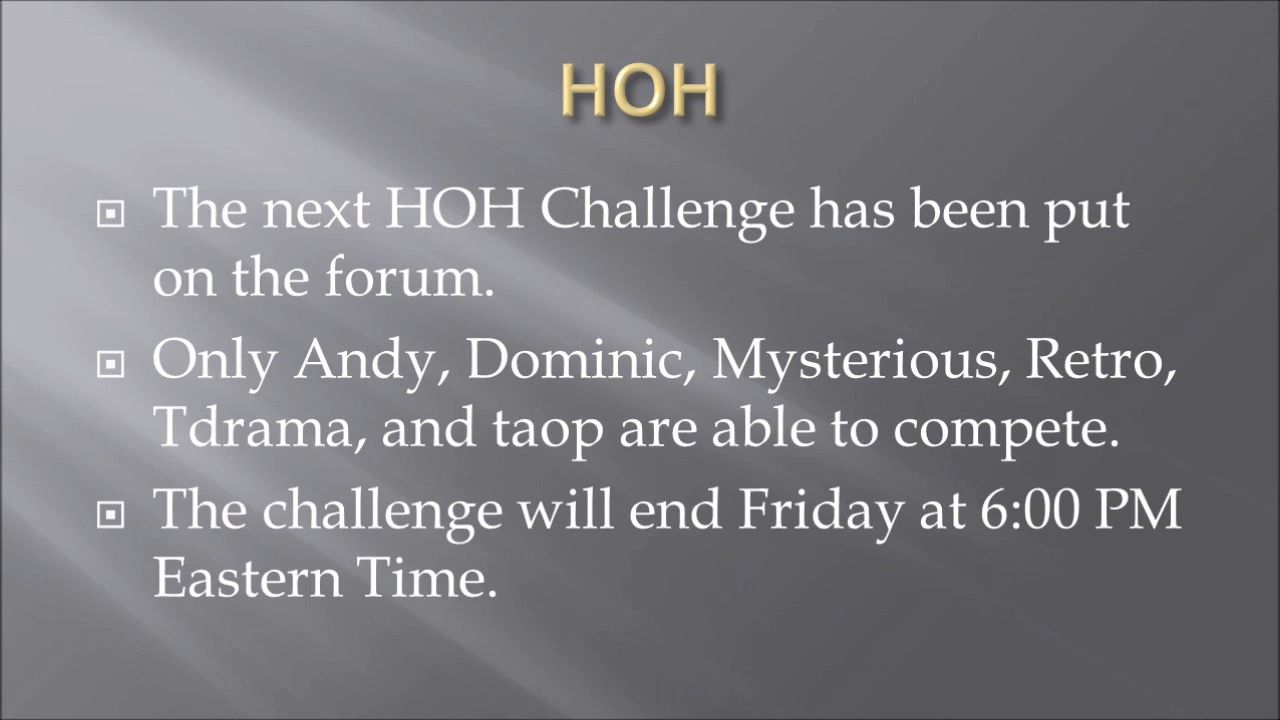 HOH
The next HOH Challenge has been put
on the forum.
Only Andy, Dominic, Mysterious, Retro,
Tdrama, and taop are able to compete.
The challenge will end Friday at 6:00 PM
Eastern Time.